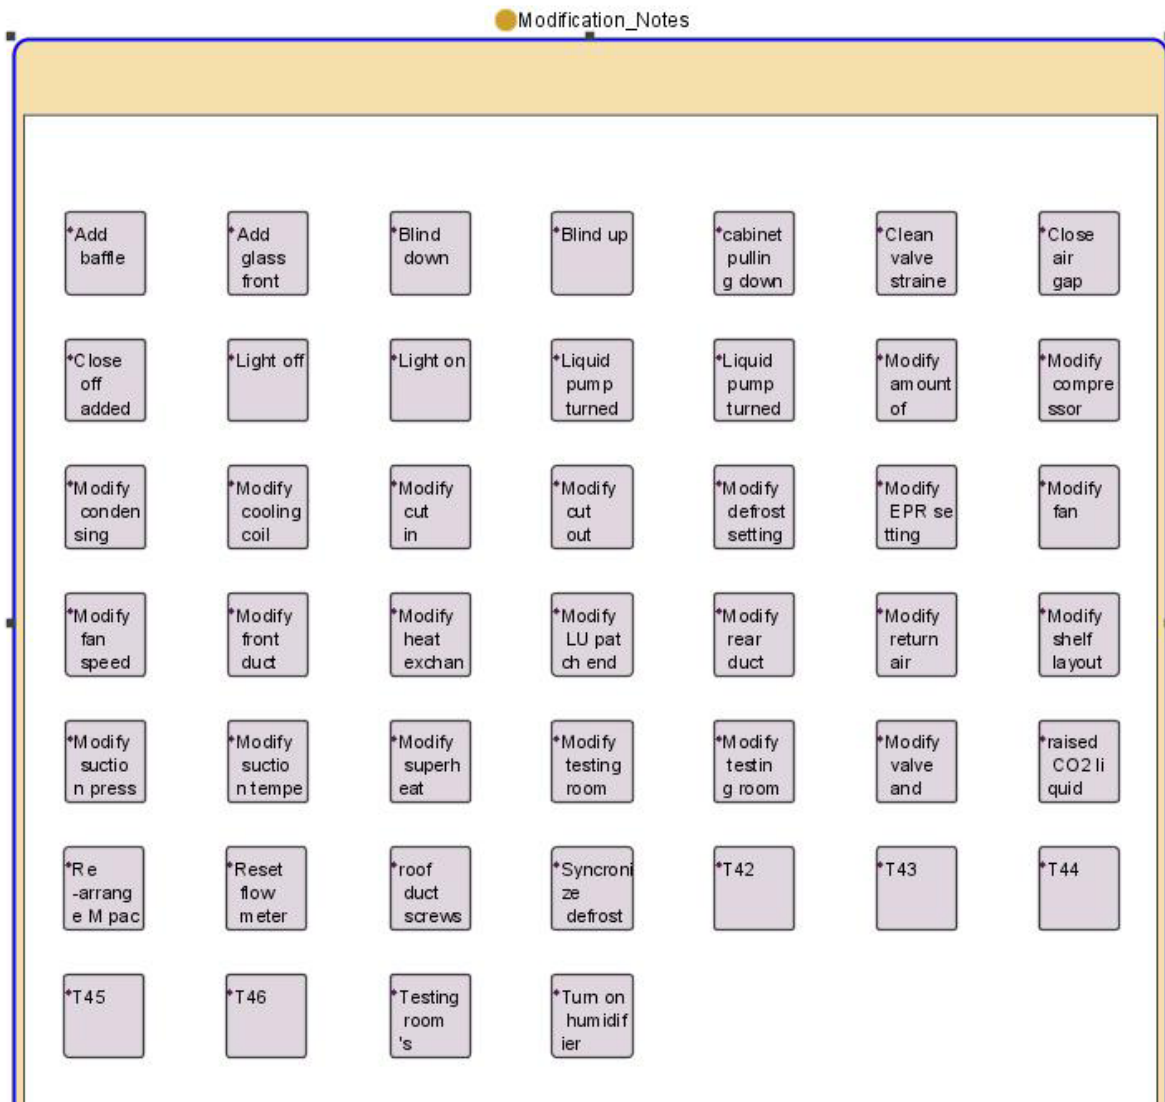 Modification_Notes
Add
baffle
Add
glass
front
Blind
down
Blind up
cabinet
pullin
g down
Clean
valve
straine
Close
air
gap
Close
off
added
Light off
Light on
Liquid
pump
turned
Liquid
pump
turned
Modify
amount
of
Modify
compre
ssor
Modify
conden
sing
Modify
cooling
coil
Modify
cut
in
Modify
cut
out
Modify
defrost
setting
Modify
EPR se
tting
Modify
fan
Modify
fan
speed
Modify
front
duct
Modify
heat
exchan
Modify
LU pat
ch end
Modify
rear
duct
Modify
return
air
Modify
shelf
layout
Modify
suctio
n press
Modify
suctio
n tempe
Modify
superh
eat
Modify
testing
room
Modify
testin
g room
Modify
valve
and
raised
CO2 li
quid
Re
-arrang
e M pac
Reset
flow
meter
roof
duct
screws
Syncroni
ze
defrost
T42
T43
T44
T45
T46
Testing
room
's
Turn on
humidif
ier